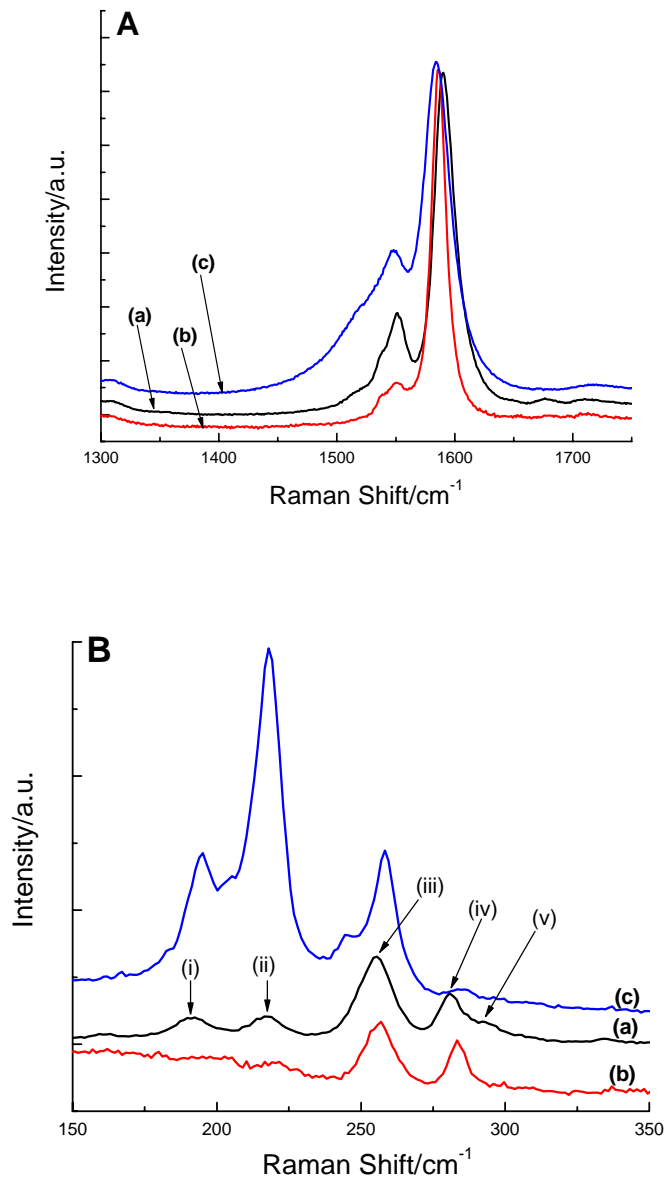 A
Intensity/a.u.
(c)
(a)
(b)
1300 1400 1500 1600 1700
Raman Shift/cm-1
B
Intensity/a.u.
(iii)
(iv)
(v)
(i)
(ii)
(c)
(a)
(b)
150 200 250 300 350
Raman Shift/cm-1